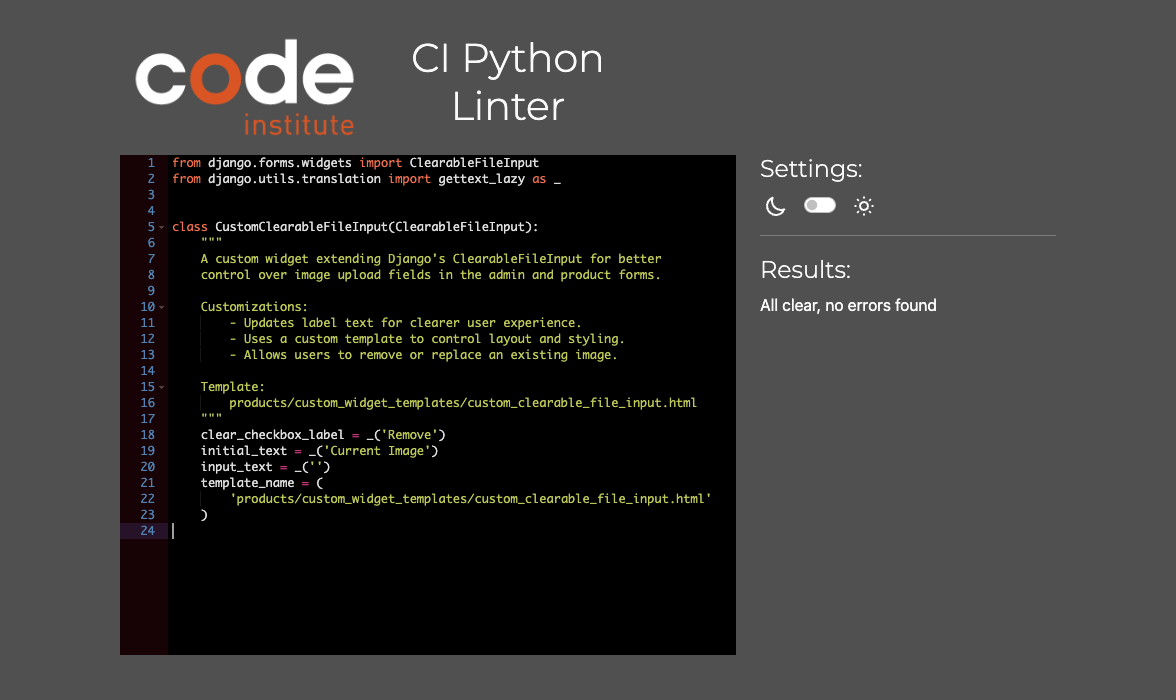 code
institute
CI Python
Linter
1 from django.forms.widgets import ClearableFileInput
2 from django.utils.translation import gettext_lazy as _
3
4
5 class CustomClearableFileInput(ClearableFileInput):
6     """
7     A custom widget extending Django's ClearableFileInput for better
8     control over image upload fields in the admin and product forms.
9
10     Customizations:
11         - Updates label text for clearer user experience.
12         - Uses a custom template to control layout and styling.
13         - Allows users to remove or replace an existing image.
14
15     Template:
16         products/custom_widget_templates/custom_clearable_file_input.html
17     """
18     clear_checkbox_label = _('Remove')
19     initial_text = _('Current Image')
20     input_text = _('')
21     template_name = (
22         'products/custom_widget_templates/custom_clearable_file_input.html'
23     )
24
Settings:
Results:
All clear, no errors found